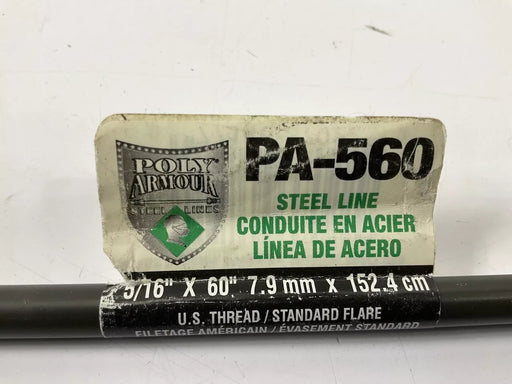 POLY
ARMOUR
STEEL LINES
PA-560
STEEL LINE
CONDUITE EN ACIER
LÍNEA DE ACERO
5/16" X 60" 7.9 mm x 152.4 cm
U.S. THREAD / STANDARD FLARE
FILETAGE AMÉRICAIN / ÉVASEMENT STANDARD